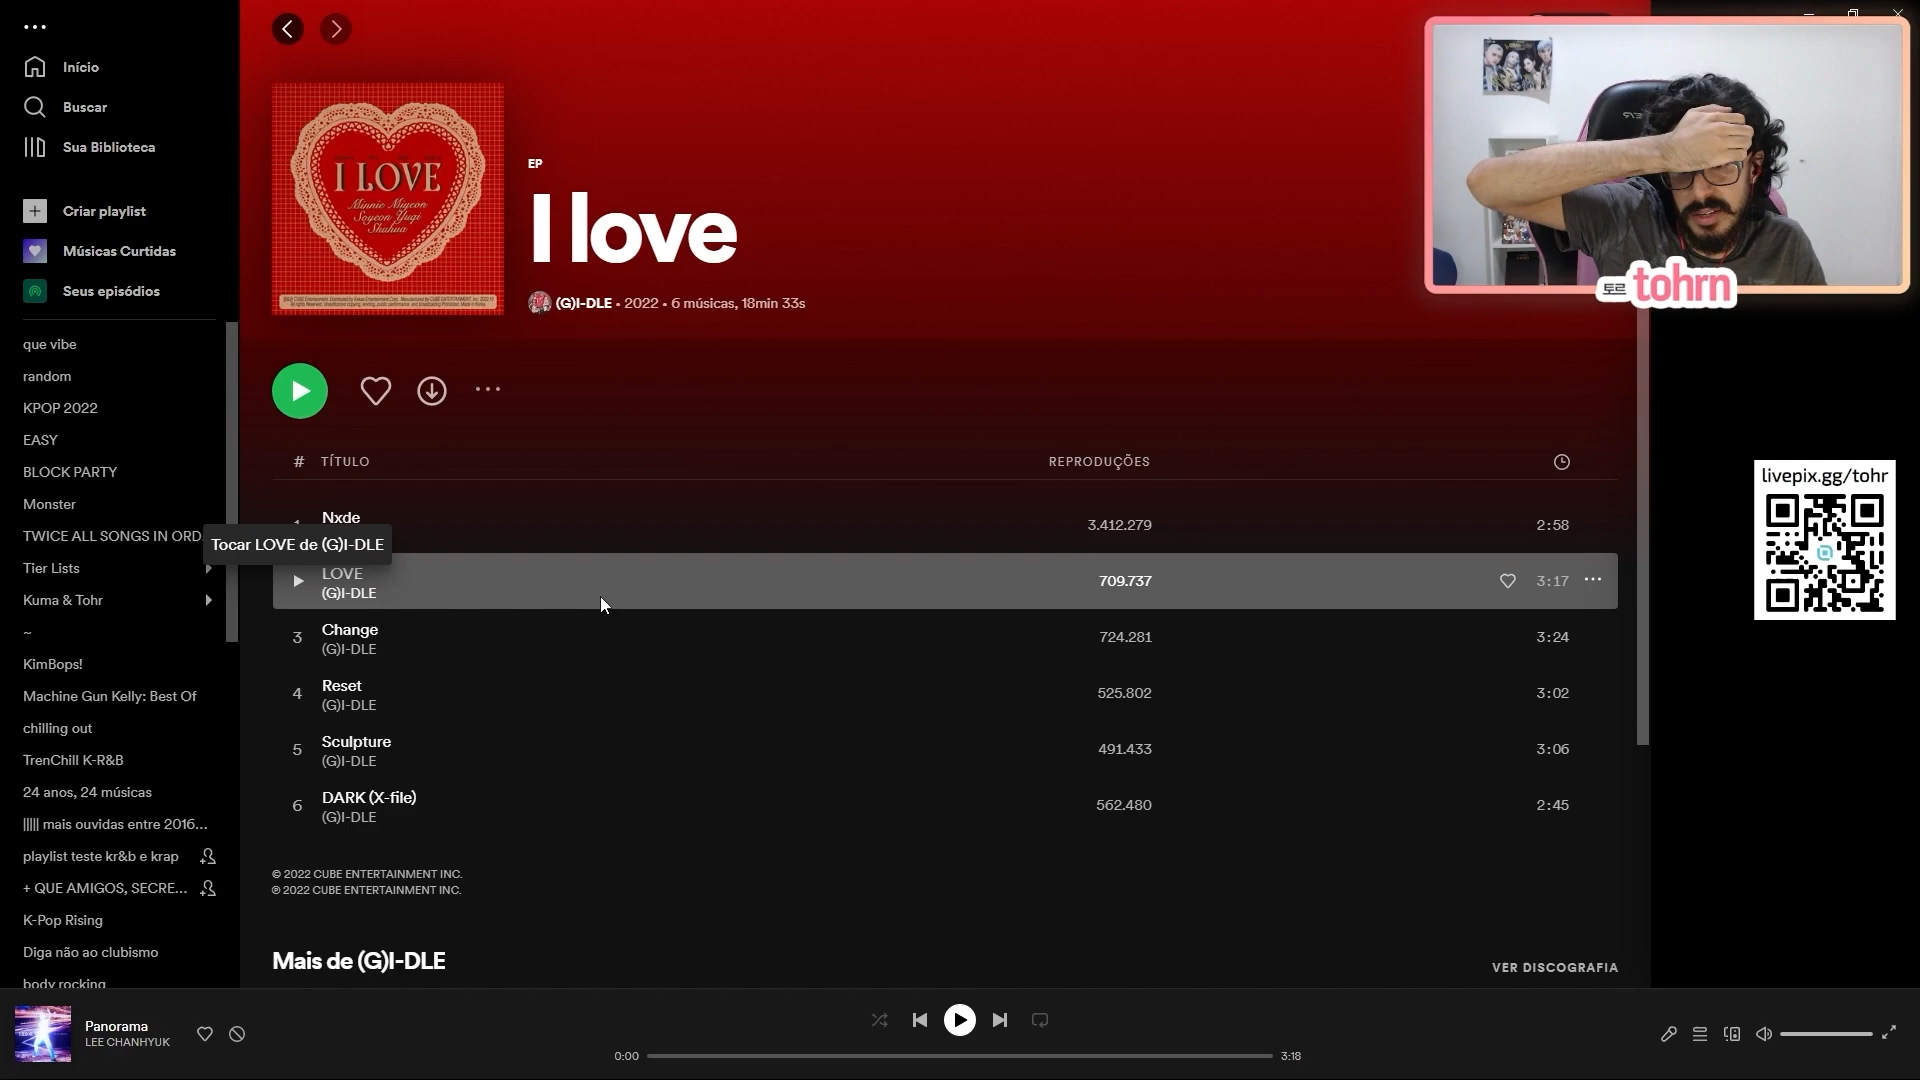 Início
Buscar
Sua Biblioteca
Criar playlist
Músicas Curtidas
Seus episódios
que vibe
random
KPOP 2022
EASY
BLOCK PARTY
Monster
TWICE ALL SONGS IN ORD
Tier Lists
Kuma & Tohr
~
KimBops!
Machine Gun Kelly: Best Of
chilling out
TrenChill K-R&B
24 anos, 24 músicas
||||| mais ouvidas entre 2016...
playlist teste kr&b e krap
+ QUE AMIGOS, SECRE...
K-Pop Rising
Diga não ao clubismo
body rocking
I LOVE
Minnie Miyeon
Soyeon Yuqi
Shuhua
EP
I love
(G)I-DLE • 2022 • 6 músicas, 18min 33s
# TÍTULO REPRODUÇÕES
Nxde 3.412.279 2:58
Tocar LOVE de (G)I-DLE
LOVE 709.737 3:17
(G)I-DLE
3 Change 724.281 3:24
(G)I-DLE
4 Reset 525.802 3:02
(G)I-DLE
5 Sculpture 491.433 3:06
(G)I-DLE
6 DARK (X-file) 562.480 2:45
(G)I-DLE
© 2022 CUBE ENTERTAINMENT INC.
℗ 2022 CUBE ENTERTAINMENT INC.
Mais de (G)I-DLE
VER DISCOGRAFIA
토르 tohrn
livepix.gg/tohr
Panorama
LEE CHANHYUK
0:00 3:18